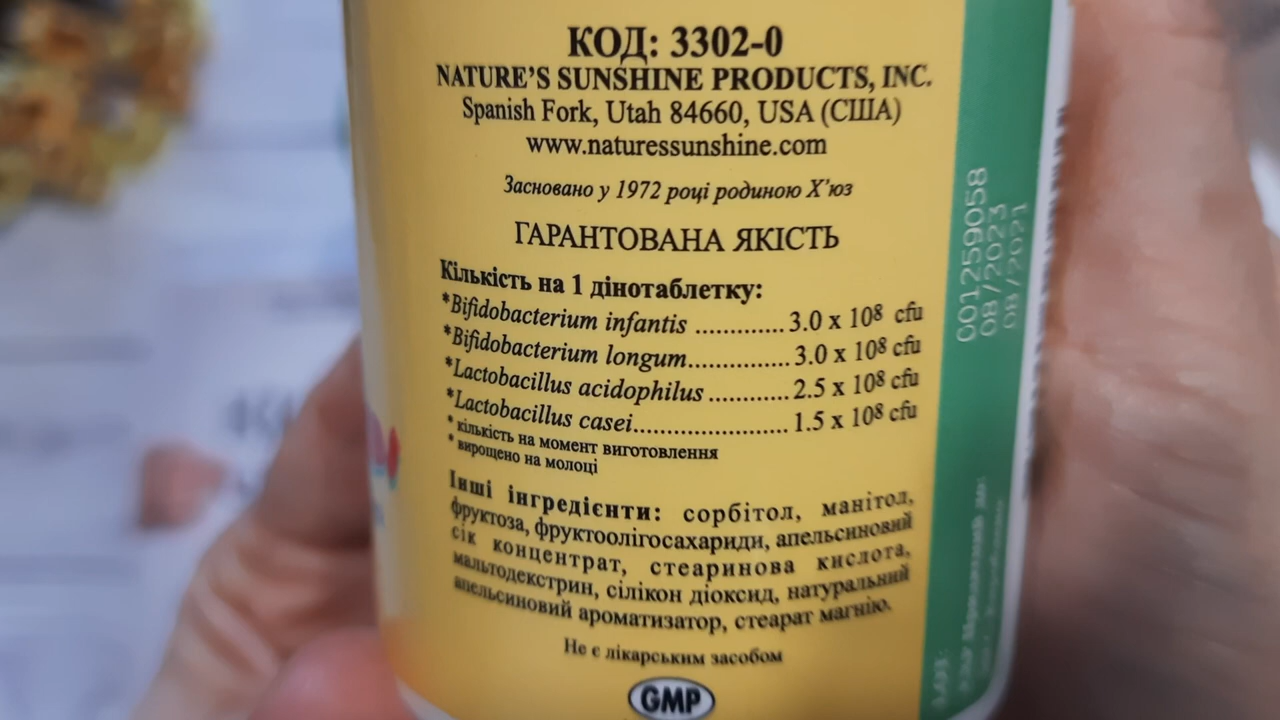 КОД: 3302-0
NATURE'S SUNSHINE PRODUCTS, INC.
Spanish Fork, Utah 84660, USA (США)
www.naturessunshine.com
Засновано у 1972 році родиною Х'юз
ГАРАНТОВАНА ЯКІСТЬ
Кількість на 1 дінотаблетку:
*Bifidobacterium infantis ............ 3.0 x 10⁸ cfu
*Bifidobacterium longum............... 3.0 x 10⁸ cfu
*Lactobacillus acidophilus ........... 2.5 x 10⁸ cfu
*Lactobacillus casei....................... 1.5 x 10⁸ cfu
* кількість на момент виготовлення
* вирощено на молоці
Інші інгредієнти: сорбітол, манітол,
фруктоза, фруктоолігосахариди, апельсиновий
сік концентрат, стеаринова кислота,
мальтодекстрин, сілікон діоксид, натуральний
апельсиновий ароматизатор, стеарат магнію.
Не є лікарським засобом
GMP
001259058
08/2023
08/2021